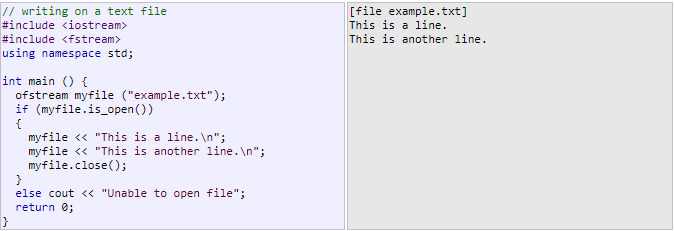 // writing on a text file
#include <iostream>
#include <fstream>
using namespace std;

int main () {
  ofstream myfile ("example.txt");
  if (myfile.is_open())
  {
    myfile << "This is a line.\n";
    myfile << "This is another line.\n";
    myfile.close();
  }
  else cout << "Unable to open file";
  return 0;
}
[file example.txt]
This is a line.
This is another line.